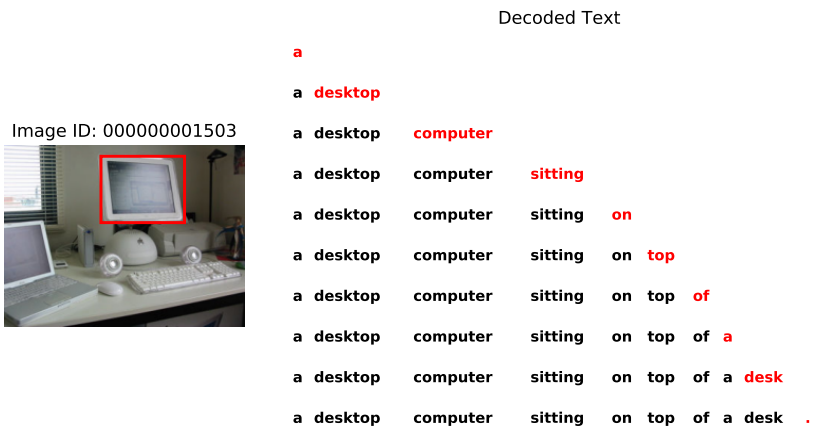 Decoded Text
a
a desktop
a desktop computer
Image ID: 000000001503
a desktop computer sitting
a desktop computer sitting on
a desktop computer sitting on top
a desktop computer sitting on top of
a desktop computer sitting on top of a
a desktop computer sitting on top of a desk
a desktop computer sitting on top of a desk .